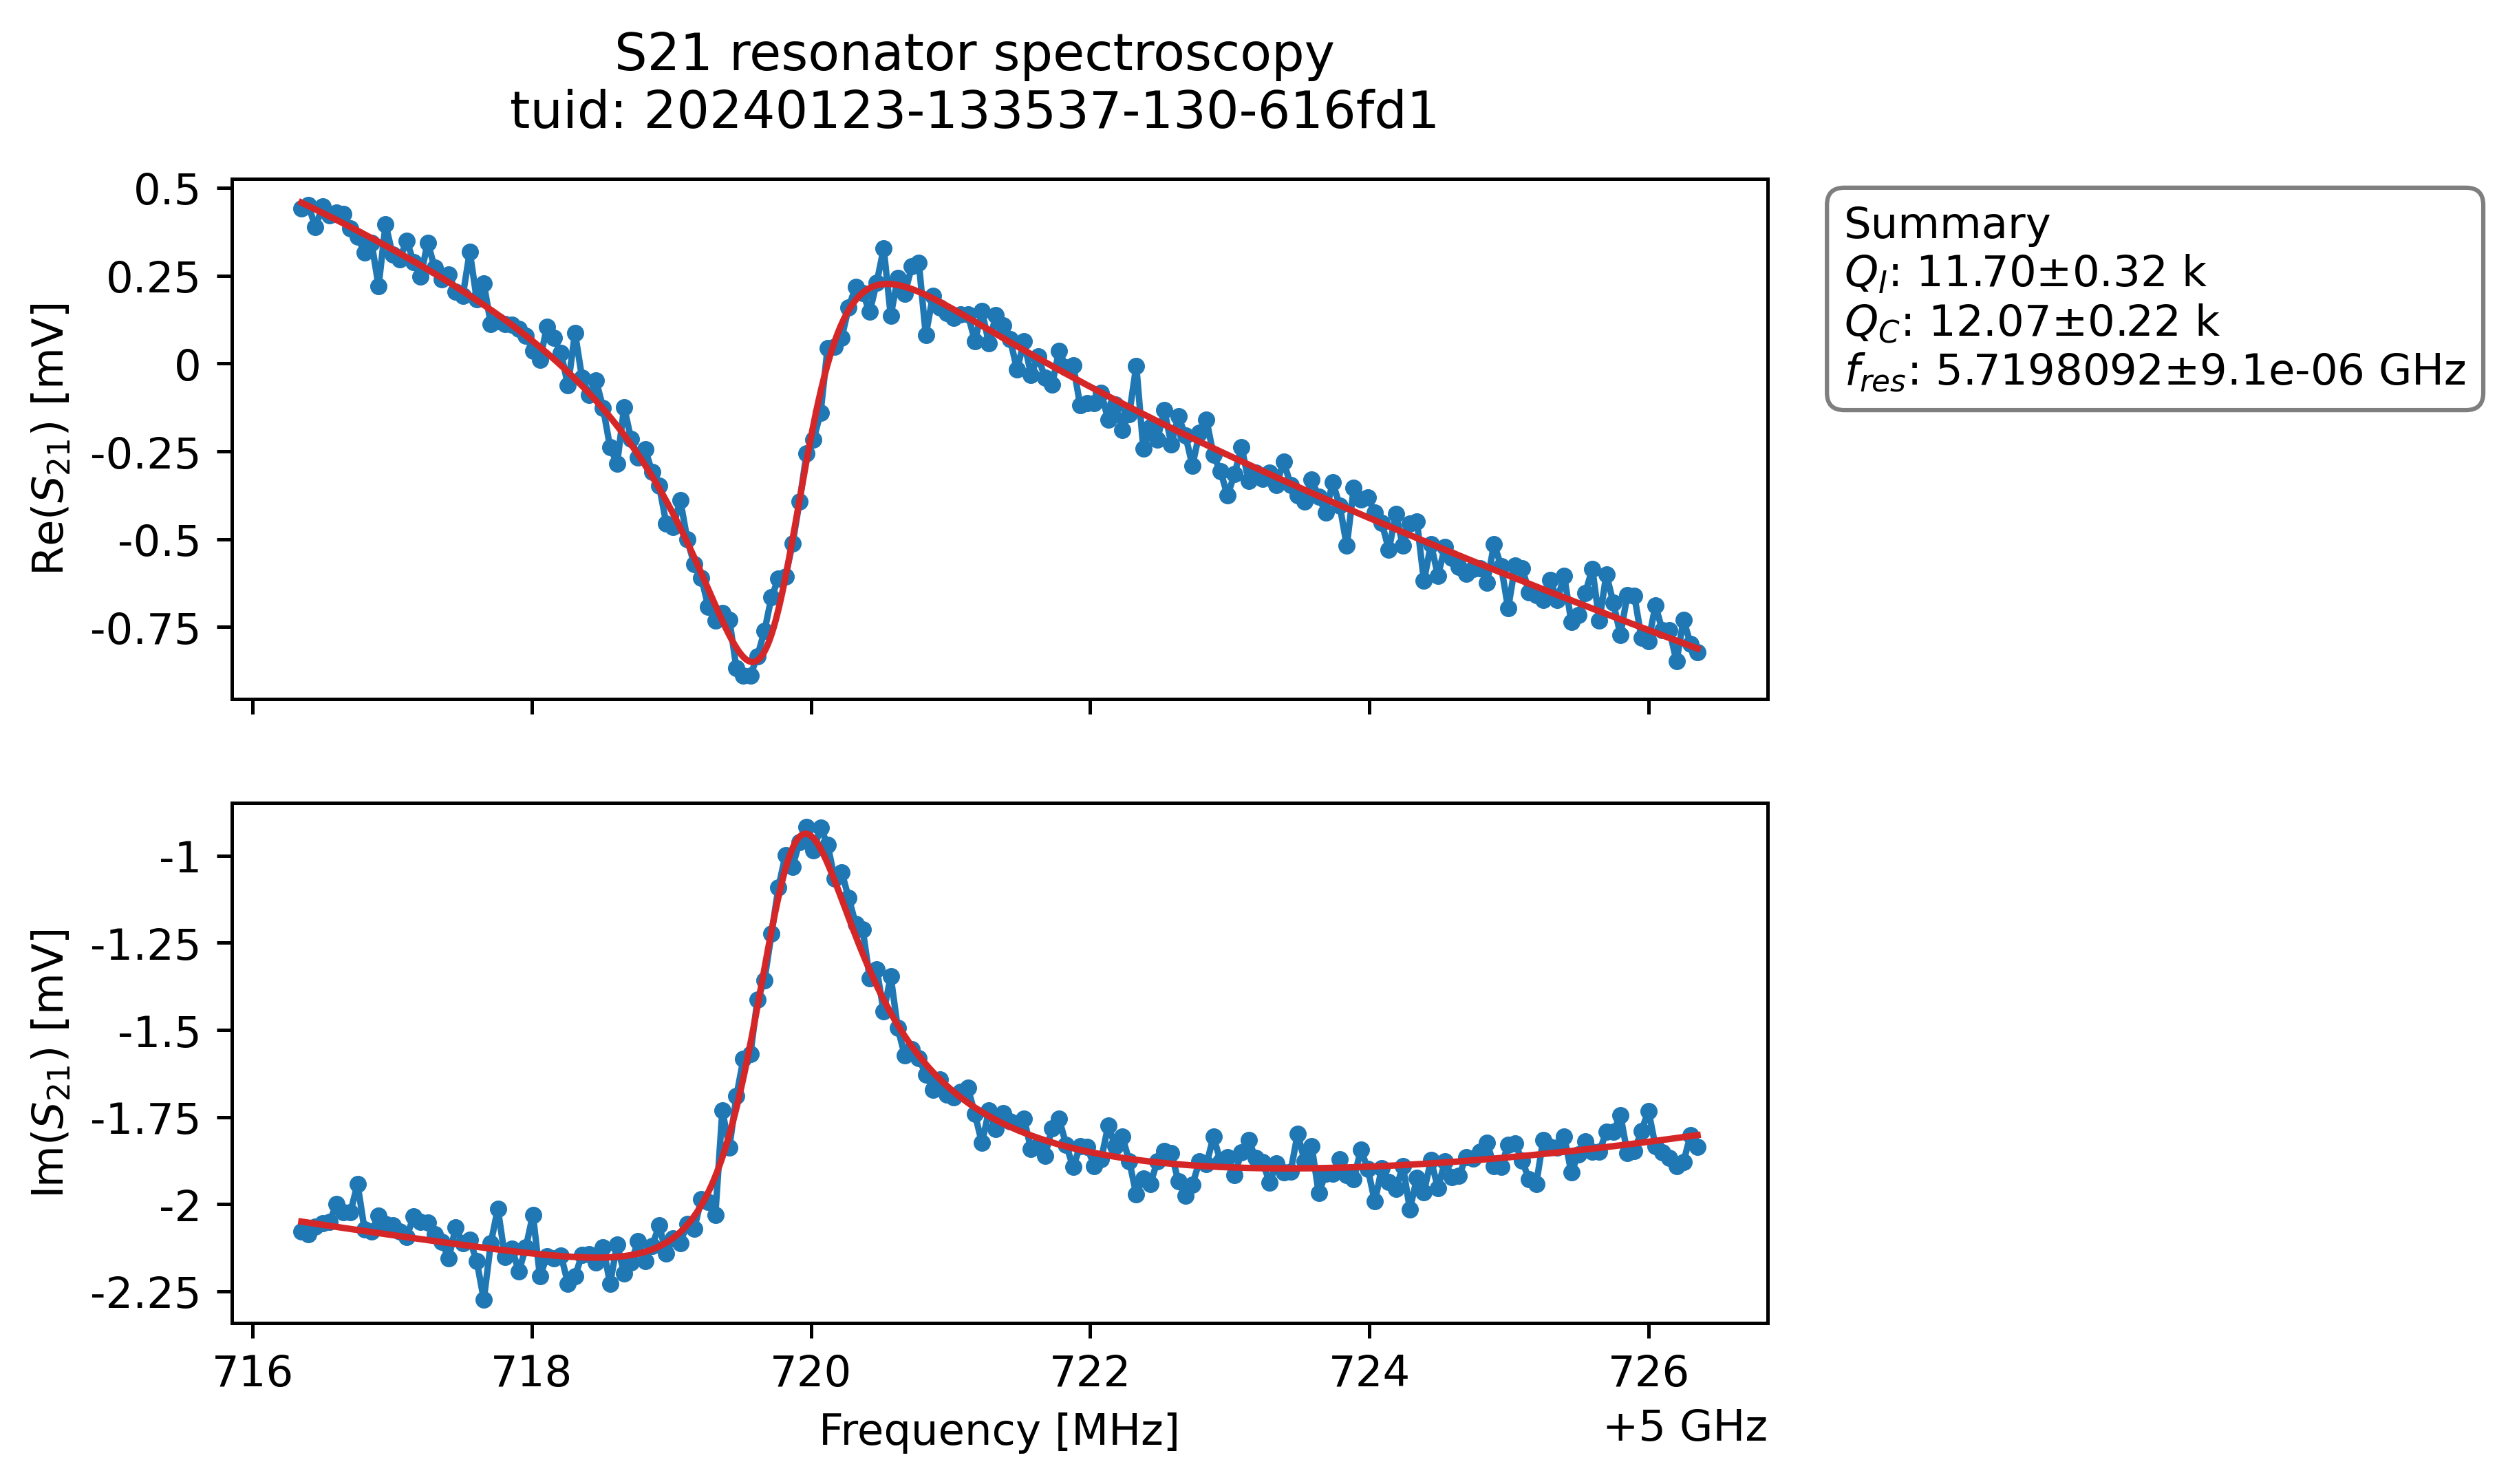 S21 resonator spectroscopy
tuid: 20240123-133537-130-616fd1
0.5
0.25
0
-0.25
-0.5
-0.75
Re(S₂₁) [mV]
Summary
Q_I: 11.70±0.32 k
Q_C: 12.07±0.22 k
f_res: 5.7198092±9.1e-06 GHz
-1
-1.25
-1.5
-1.75
-2
-2.25
Im(S₂₁) [mV]
716 718 720 722 724 726
Frequency [MHz]
+5 GHz